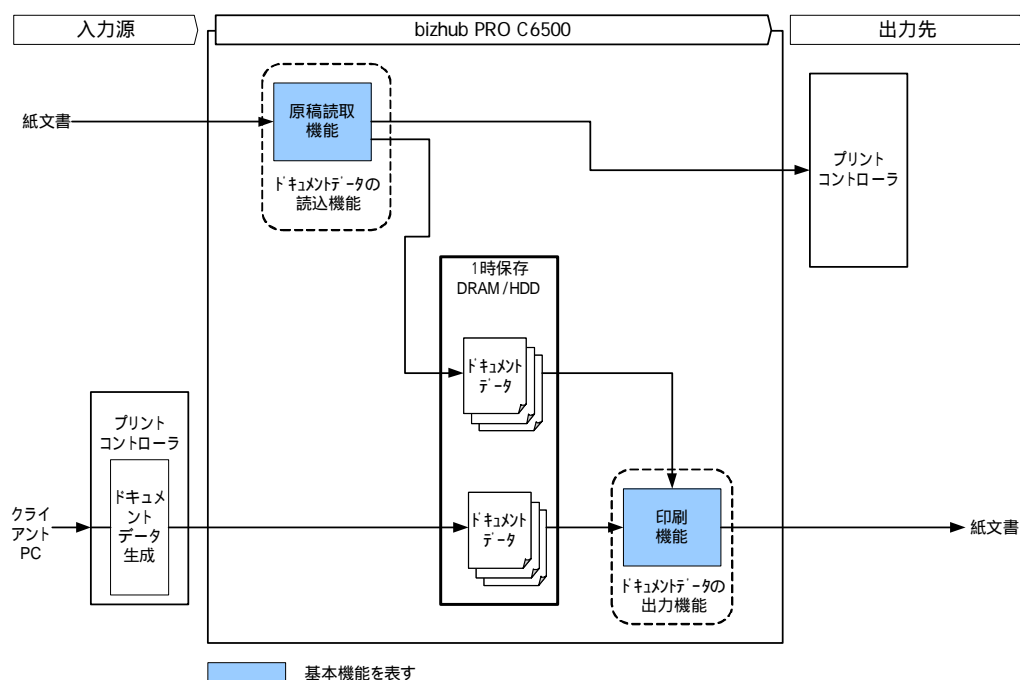 入力源
bizhub PRO C6500
出力先
紙文書
原稿読取
機能
ﾄﾞｷｭﾒﾝﾄﾃﾞｰﾀの
読込機能
プリント
コントローラ
1時保存
DRAM/HDD
ﾄﾞｷｭﾒﾝﾄ
ﾃﾞｰﾀ
プリント
コントローラ
クライ
アント
PC
ドキュメ
ント
データ
生成
ﾄﾞｷｭﾒﾝﾄ
ﾃﾞｰﾀ
印刷
機能
ﾄﾞｷｭﾒﾝﾄﾃﾞｰﾀの
出力機能
紙文書
基本機能を表す